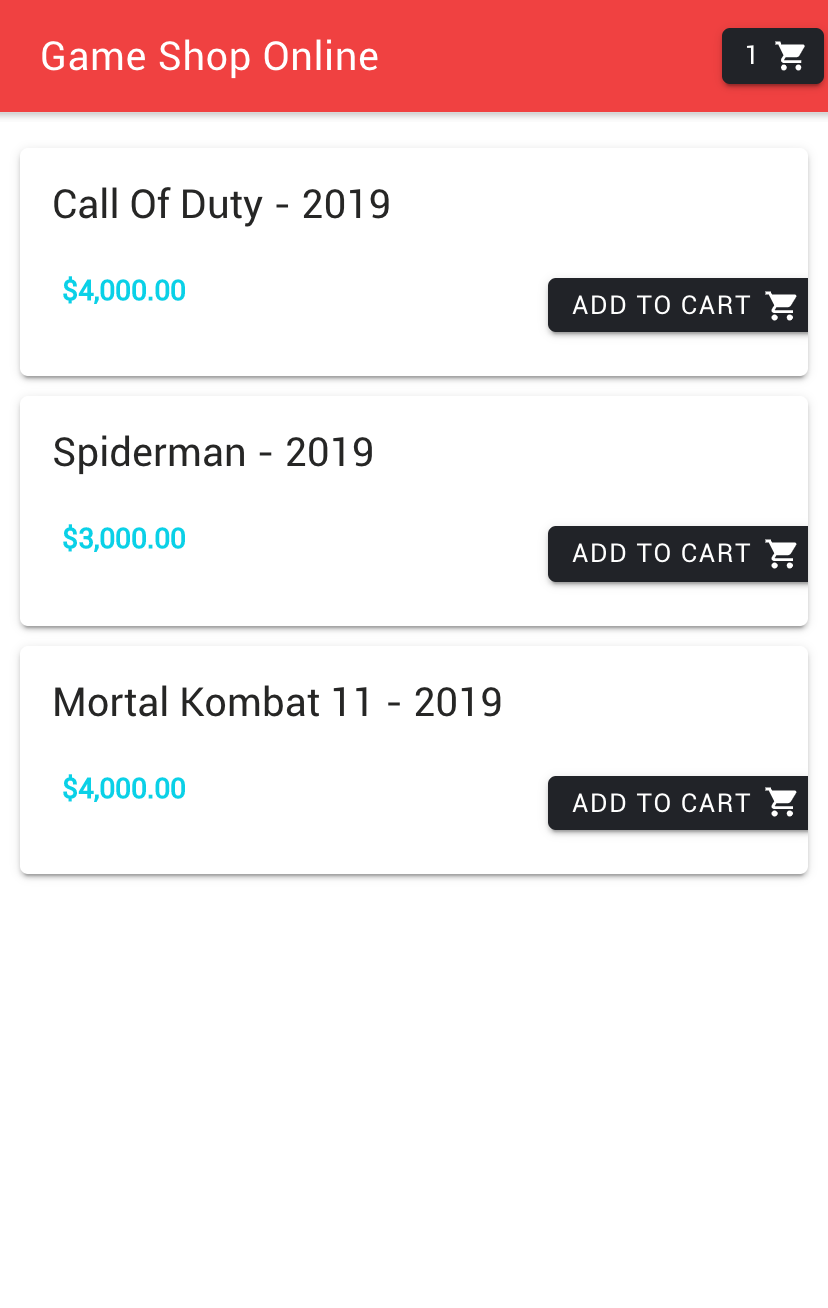 Game Shop Online
1
Call Of Duty - 2019
$4,000.00
ADD TO CART
Spiderman - 2019
$3,000.00
ADD TO CART
Mortal Kombat 11 - 2019
$4,000.00
ADD TO CART